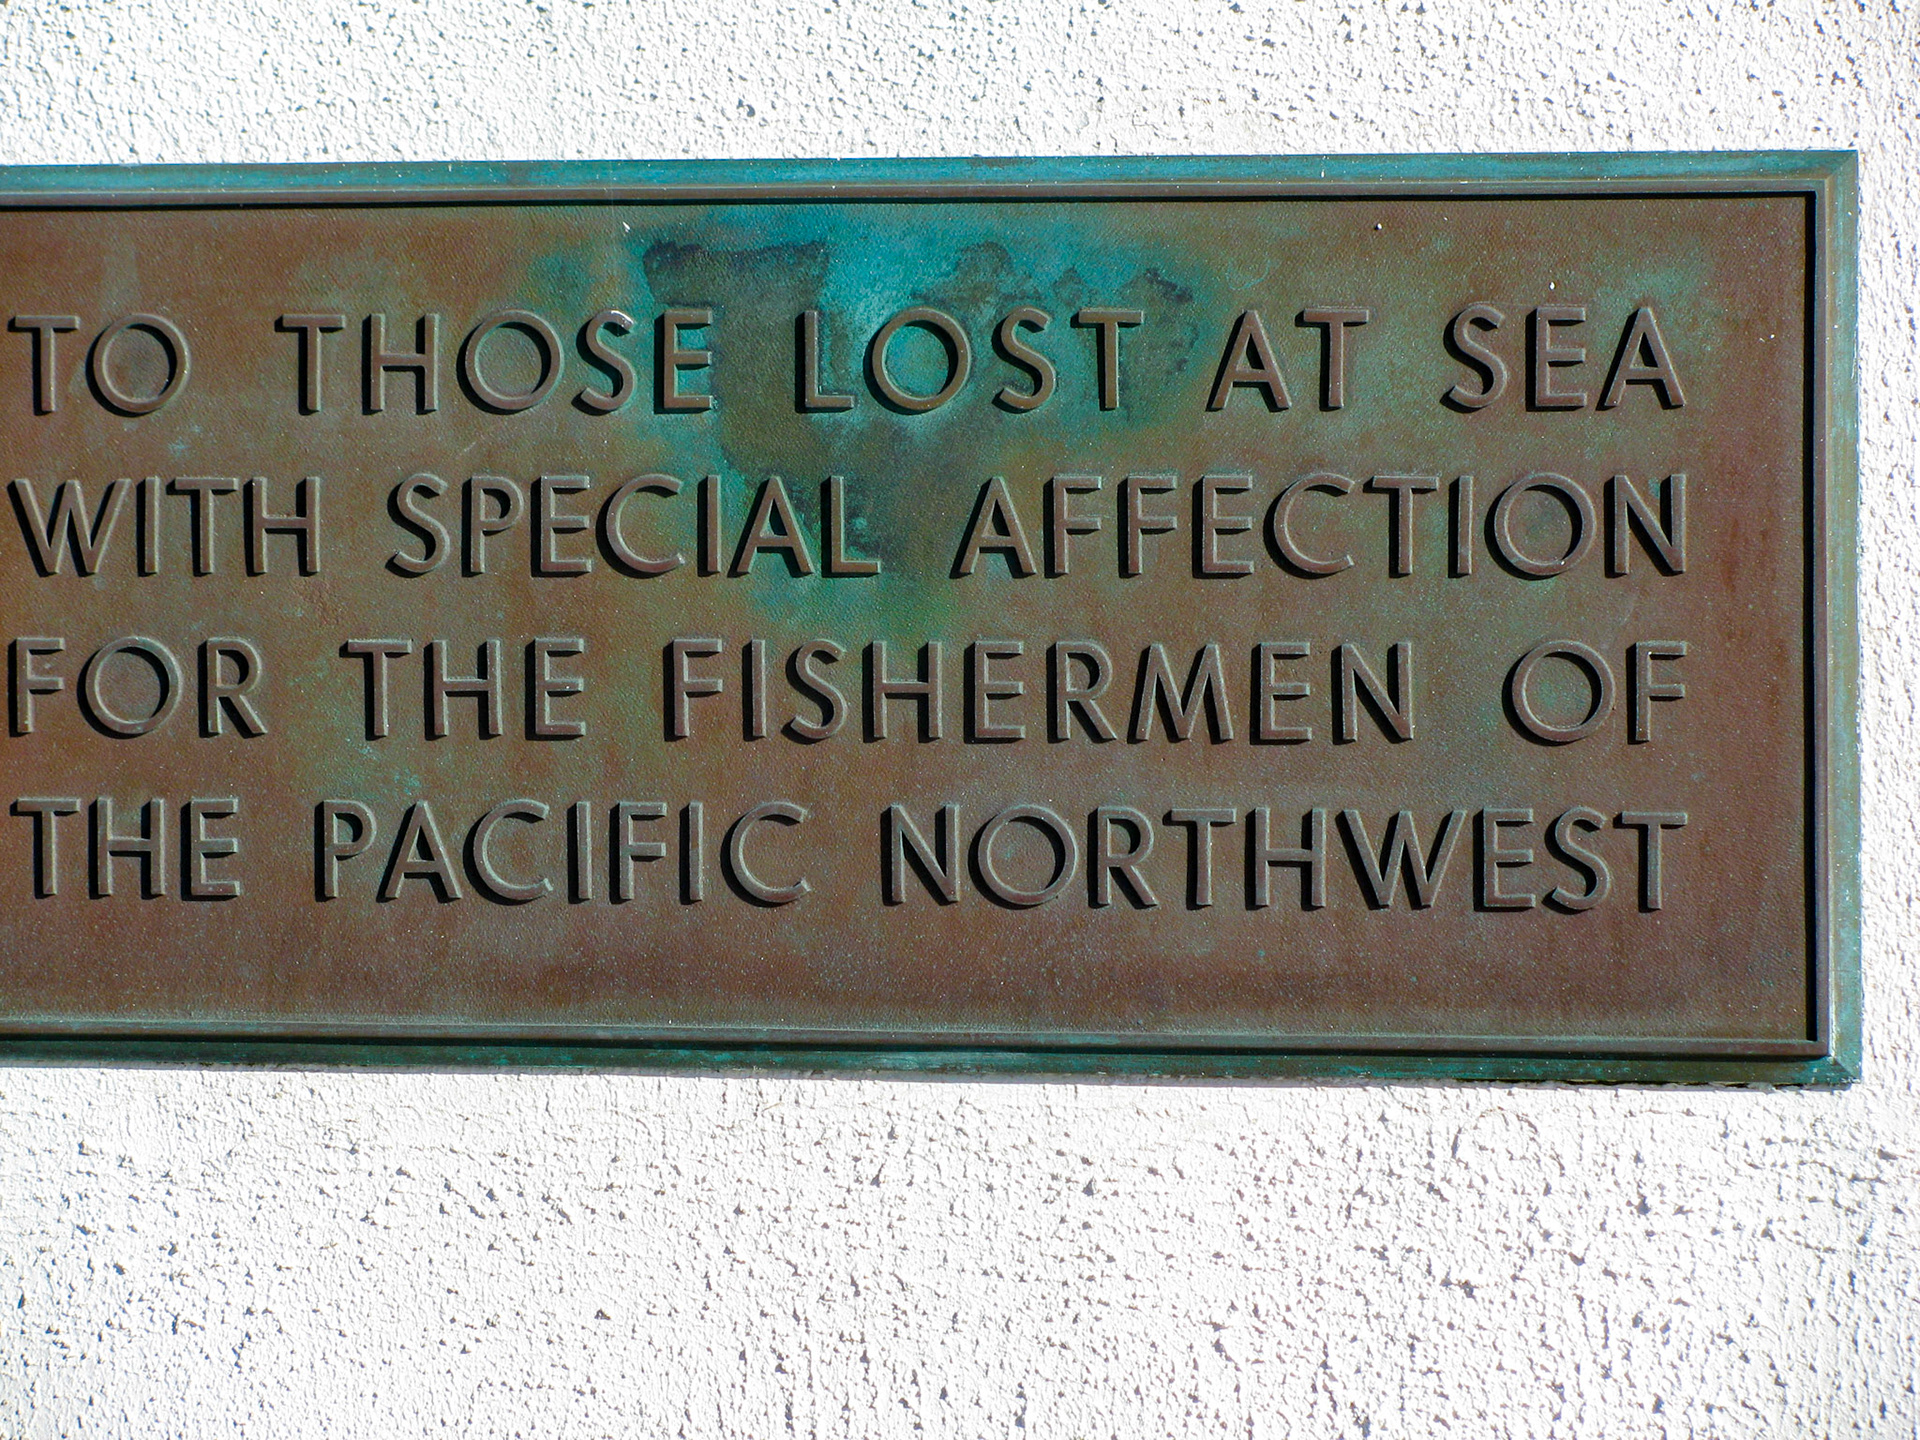 TO THOSE LOST AT SEA
WITH SPECIAL AFFECTION
FOR THE FISHERMEN OF
THE PACIFIC NORTHWEST